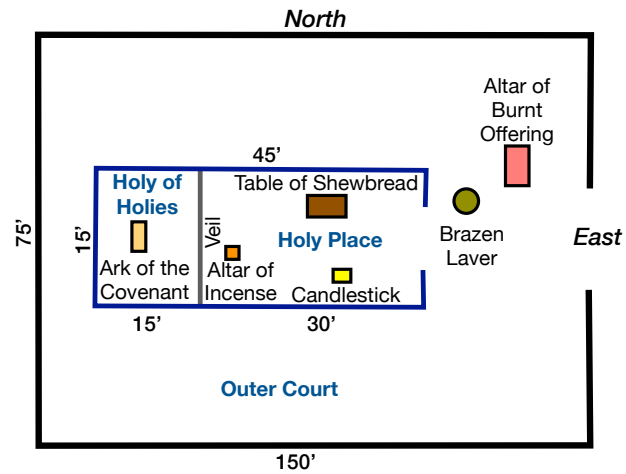 North
Altar of
Burnt
Offering
45’
Holy of
Holies
Table of Shewbread
75’
15’
Veil
Holy Place
Brazen
Laver
East
Ark of the
Covenant
Altar of
Incense
Candlestick
15’
30’
Outer Court
150’